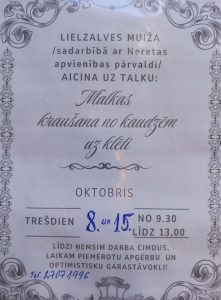 LIELZALVES MUIŽA
/sadarbībā ar Neretas
apvienības pārvaldi/
AICINA UZ TALKU:
Malkas
kraušana no kaudzēm
uz klēti
OKTOBRIS
TREŠDIEN 8. un 15. NO 9.30
LĪDZ 13.00
LĪDZI ŅEMSIM DARBA CIMDUS,
LAIKAM PIEMĒROTU APĢĒRBU UN
OPTIMISTISKU GARASTĀVOKLI!
Tel. 27071996